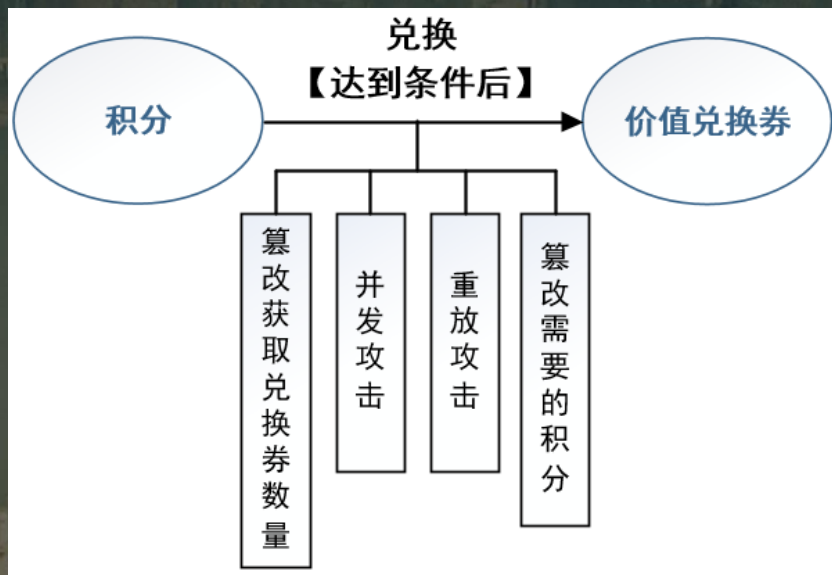 兑换
【达到条件后】
积分
价值兑换券
篡改获取兑换券数量
并发攻击
重放攻击
篡改需要的积分